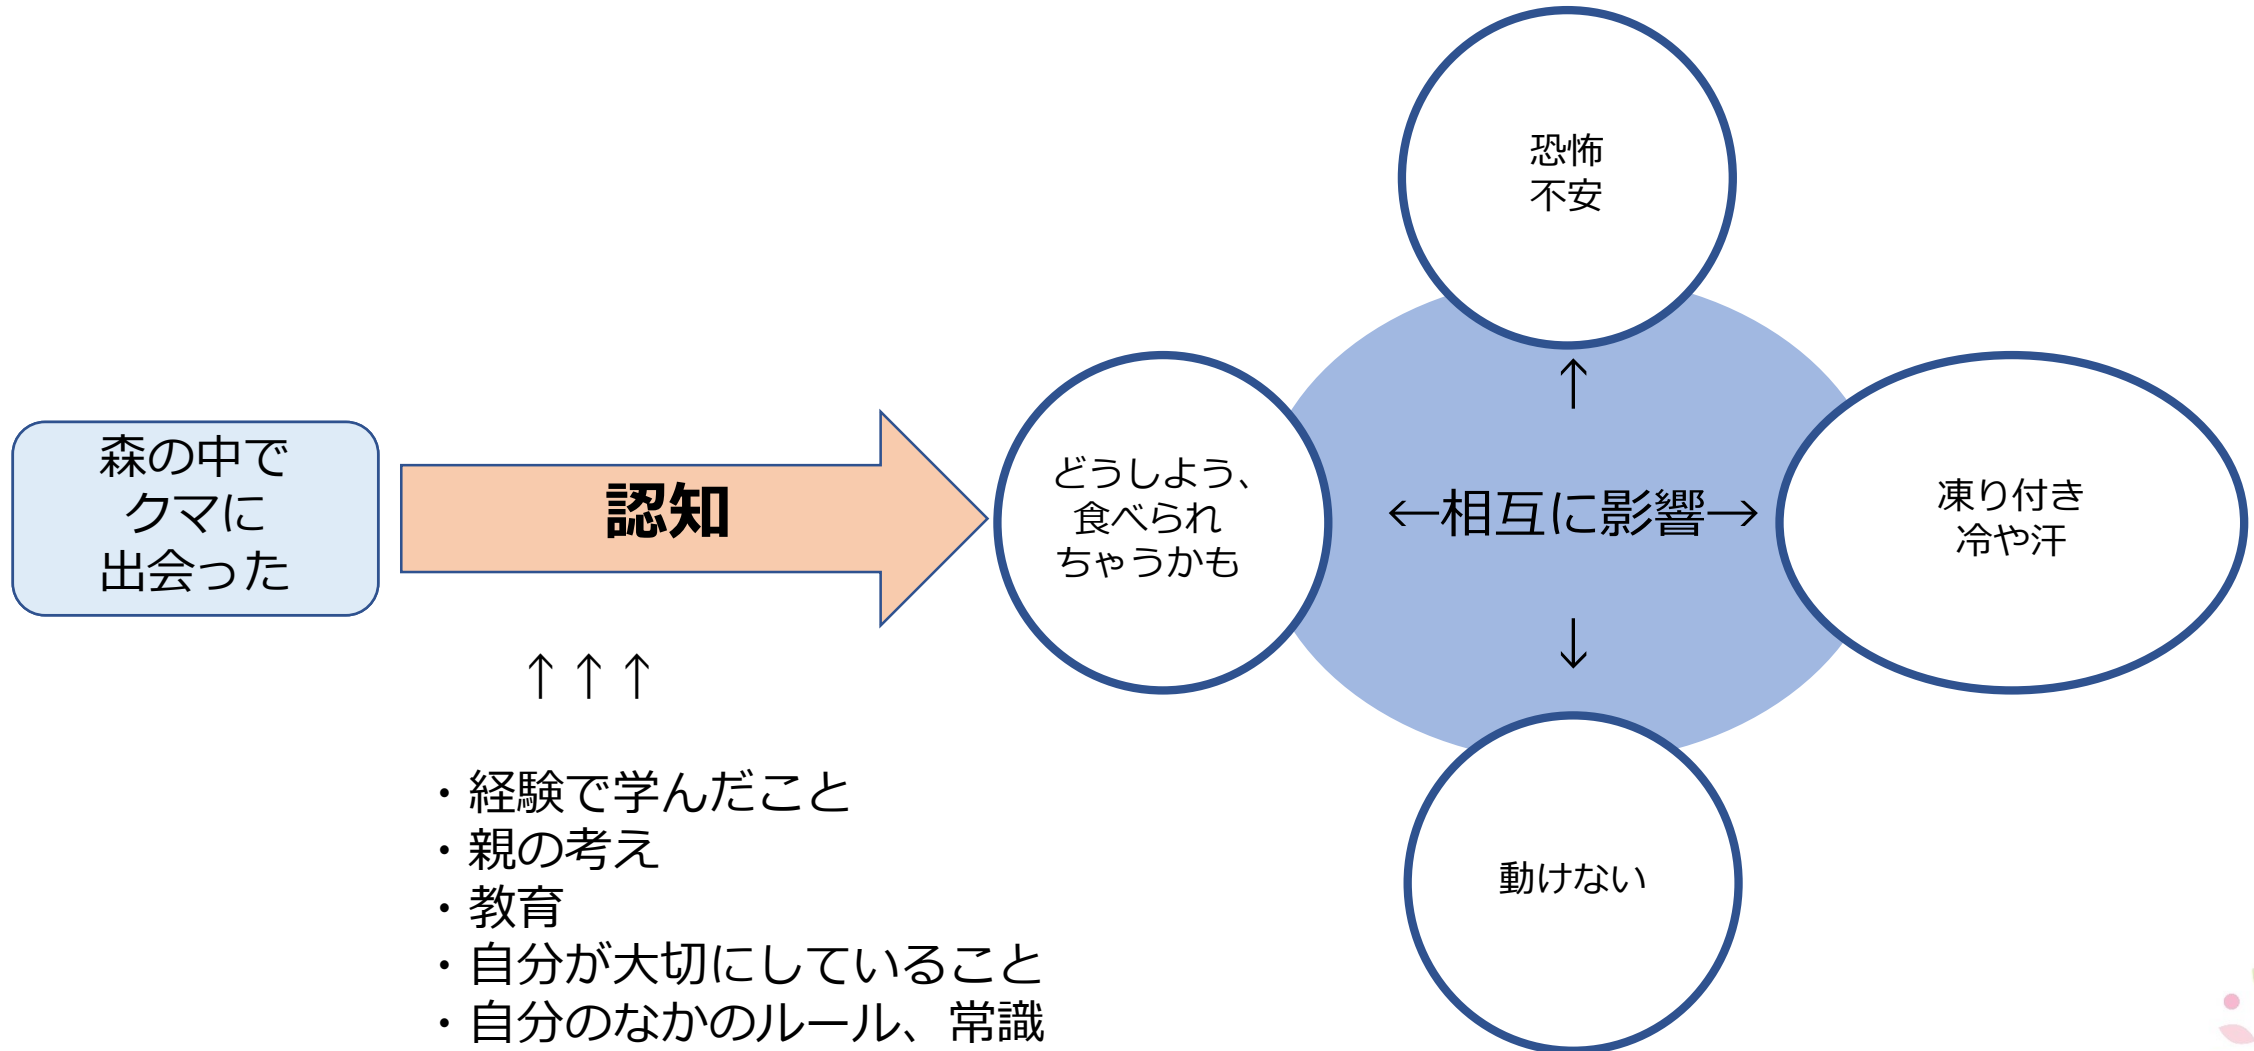 森の中で
クマに
出会った
認知
↑↑↑
・経験で学んだこと
・親の考え
・教育
・自分が大切にしていること
・自分のなかのルール、常識
恐怖
不安
どうしよう、
食べられ
ちゃうかも
↑
←相互に影響→
↓
凍り付き
冷や汗
動けない